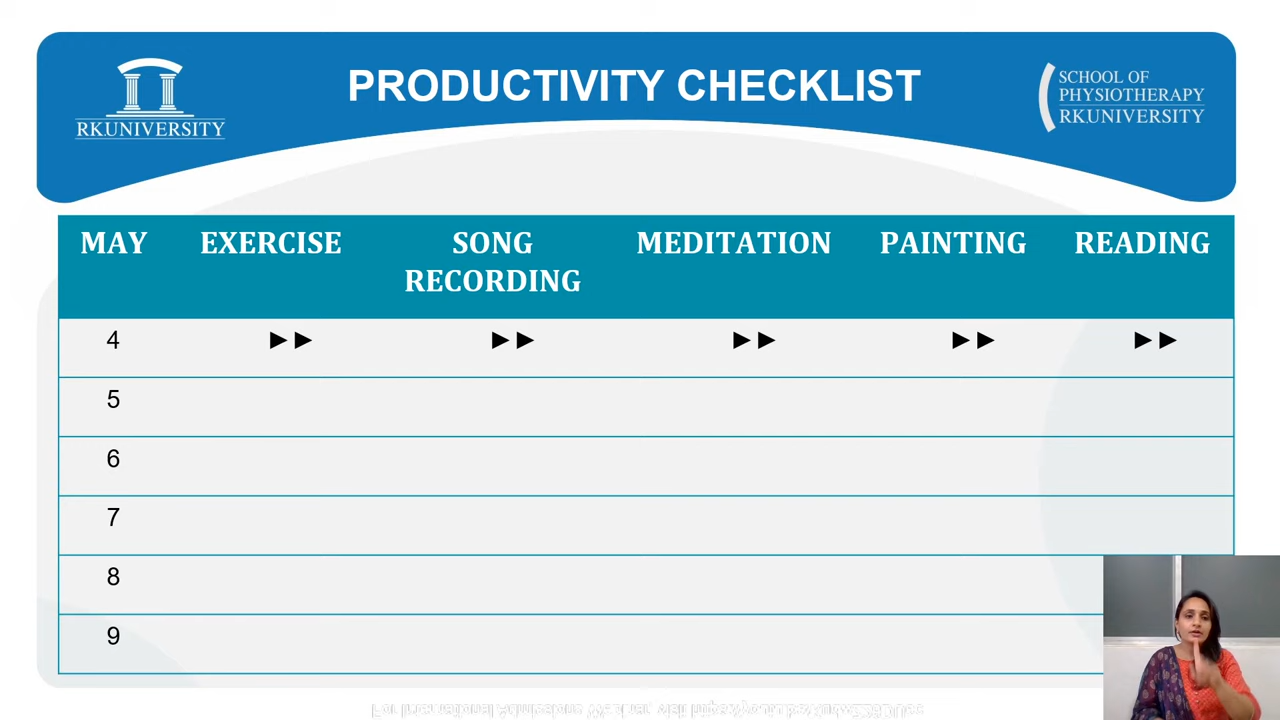 PRODUCTIVITY CHECKLIST
RKUNIVERSITY
SCHOOL OF
PHYSIOTHERAPY
RKUNIVERSITY
MAY EXERCISE SONG RECORDING MEDITATION PAINTING READING
4 ►► ►► ►► ►► ►►
5
6
7
8
9